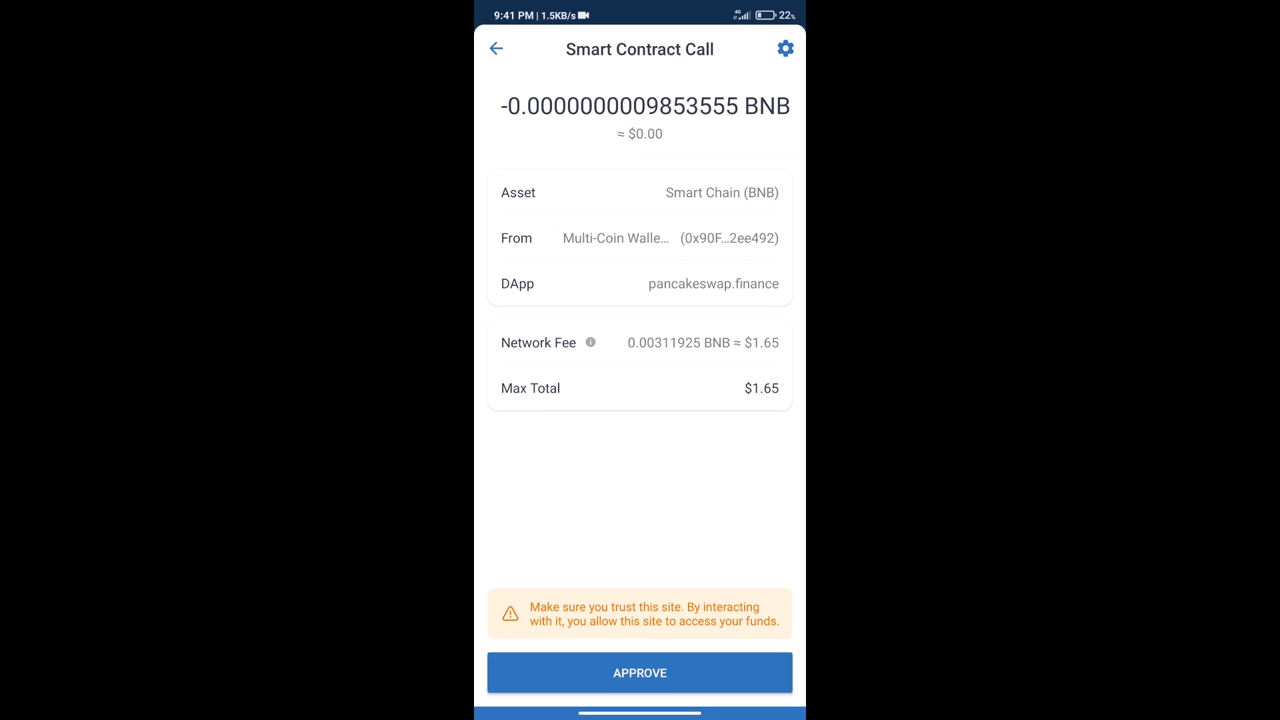 9:41 PM | 1.5KB/s
4G 22%
Smart Contract Call
-0.0000000009853555 BNB
≈ $0.00
Asset Smart Chain (BNB)
From Multi-Coin Walle... (0x90F...2ee492)
DApp pancakeswap.finance
Network Fee 0.00311925 BNB ≈ $1.65
Max Total $1.65
Make sure you trust this site. By interacting
with it, you allow this site to access your funds.
APPROVE